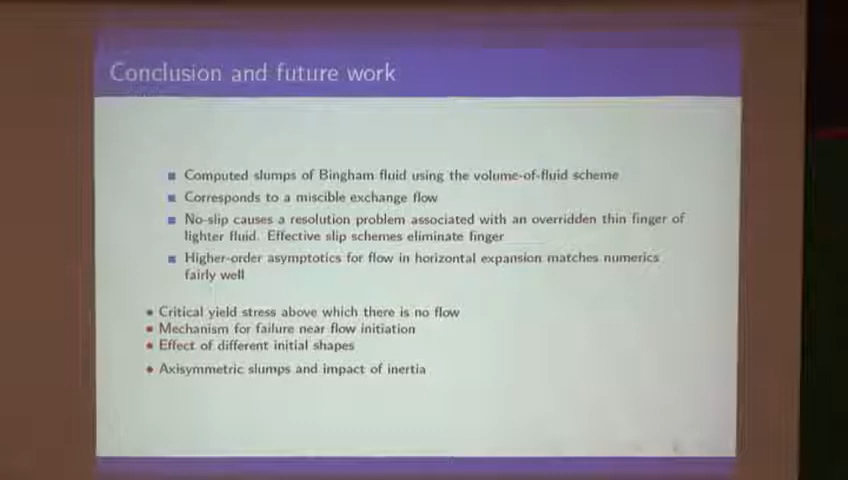 Conclusion and future work
Computed slumps of Bingham fluid using the volume-of-fluid scheme
Corresponds to a miscible exchange flow
No-slip causes a resolution problem associated with an overridden thin finger of
lighter fluid. Effective slip schemes eliminate finger
Higher-order asymptotics for flow in horizontal expansion matches numerics
fairly well
Critical yield stress above which there is no flow
Mechanism for failure near flow initiation
Effect of different initial shapes
Axisymmetric slumps and impact of inertia